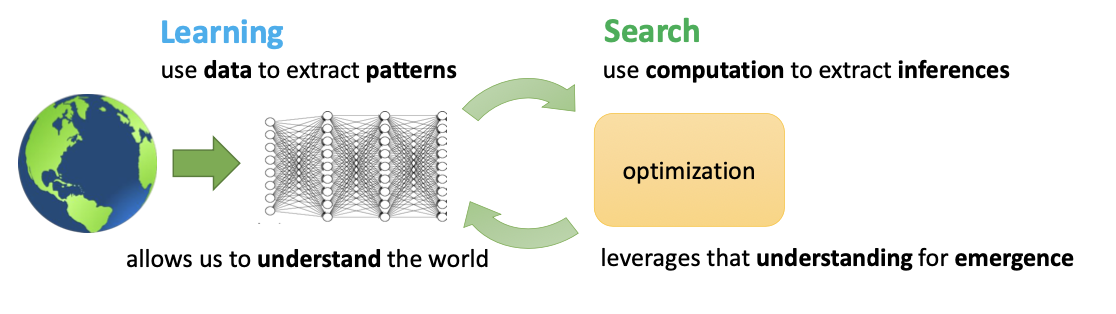 Learning
use data to extract patterns
allows us to understand the world
Search
use computation to extract inferences
optimization
leverages that understanding for emergence